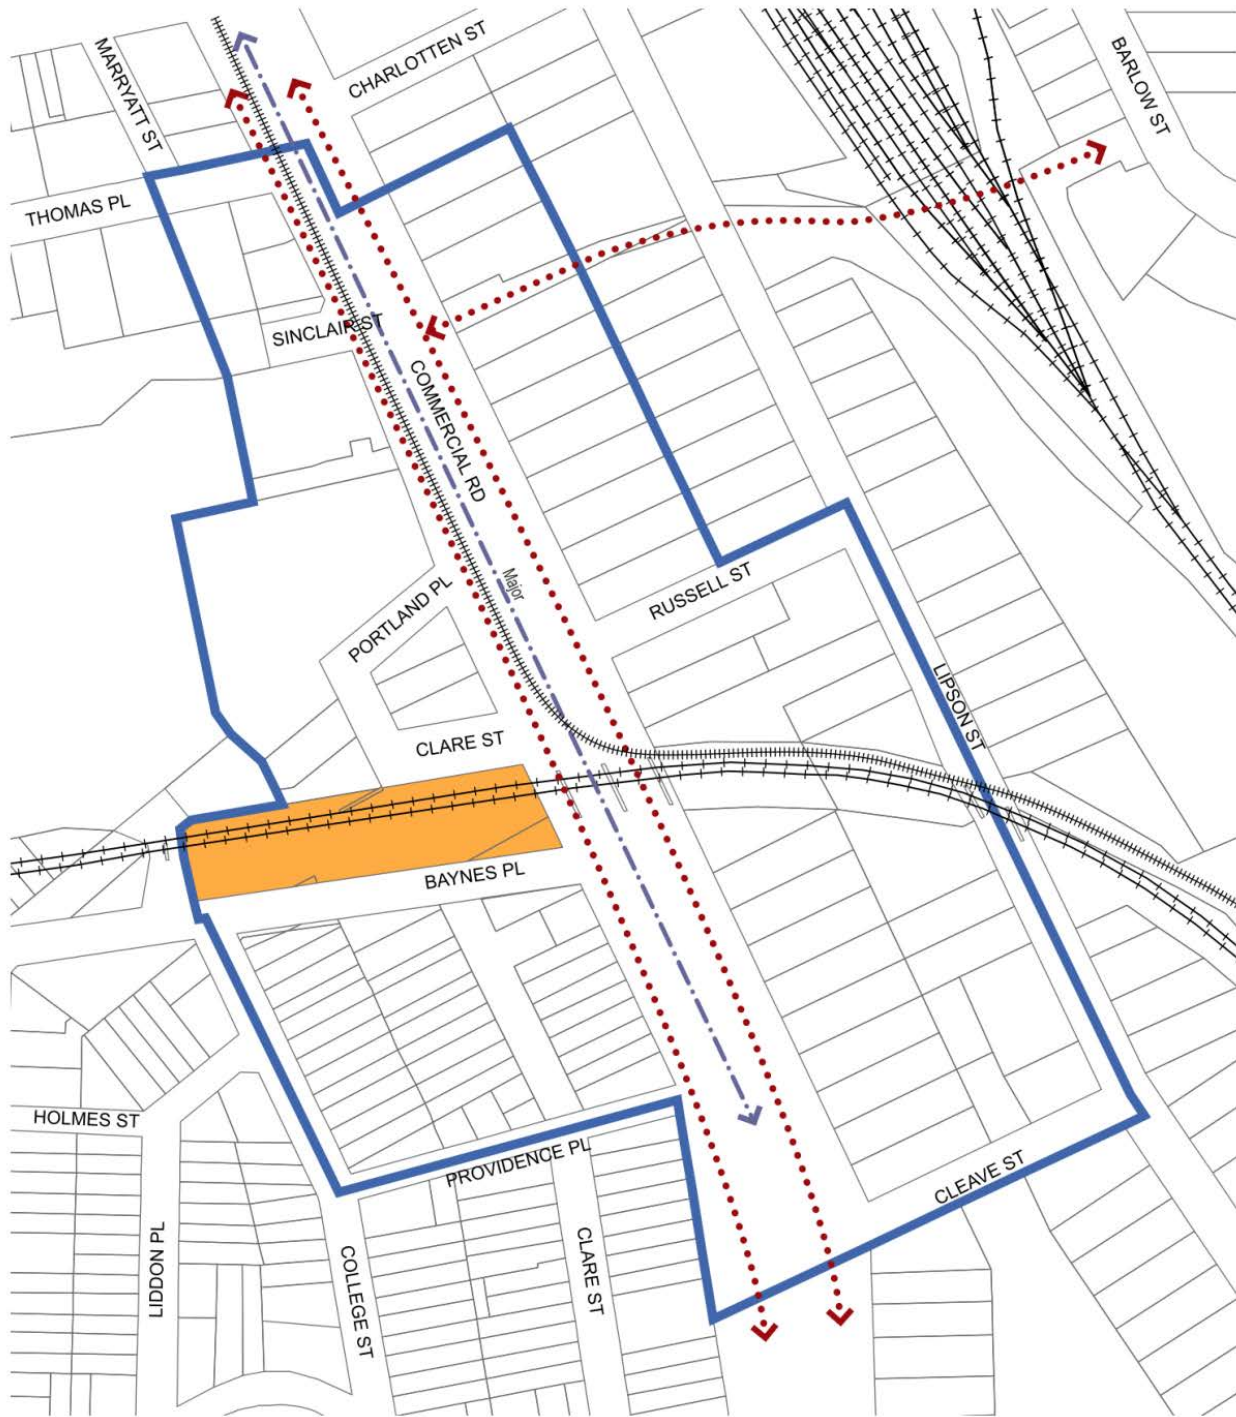 MARRYATT ST
CHARLOTTEN ST
BARLOW ST
THOMAS PL
SINCLAIR ST
COMMERCIAL RD
Major
PORTLAND PL
RUSSELL ST
LIPSON ST
CLARE ST
BAYNES PL
HOLMES ST
PROVIDENCE PL
CLEAVE ST
LIDDON PL
COLLEGE ST
CLARE ST